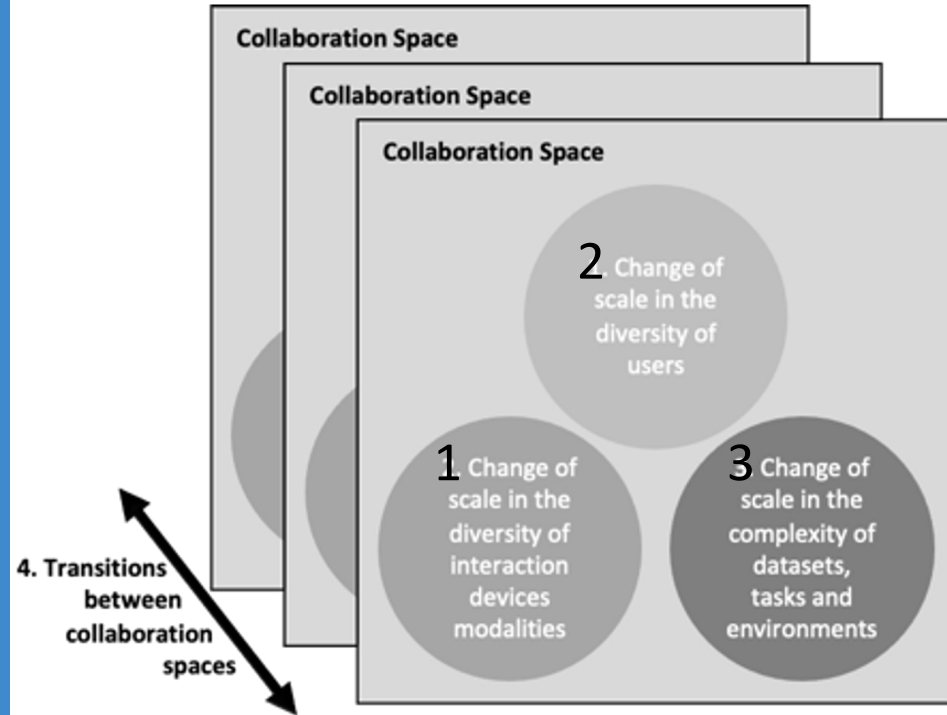 Collaboration Space
Collaboration Space
Collaboration Space
2. Change of
scale in the
diversity of
users
1. Change of
scale in the
diversity of
interaction
devices
modalities
3. Change of
scale in the
complexity of
datasets,
tasks and
environments
4. Transitions
between
collaboration
spaces